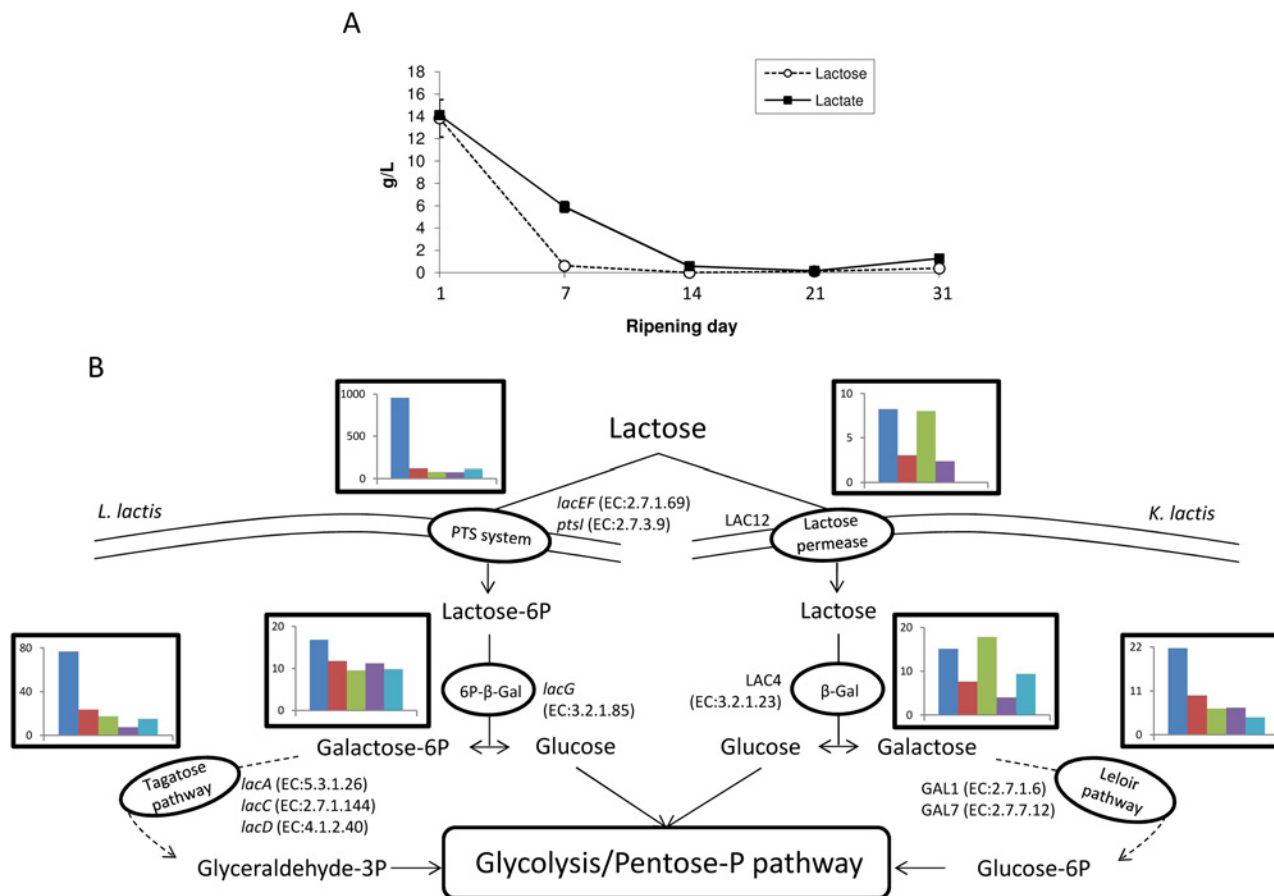 A
18
16
14
12
10
8
6
4
2
0
g/L
Lactose
Lactate
1 7 14 21 31
Ripening day
B
1000
500
0
10
5
0
Lactose
L. lactis
lacEF (EC:2.7.1.69)
ptsI (EC:2.7.3.9)
PTS system
LAC12
Lactose
permease
K. lactis
Lactose-6P
Lactose
80
40
0
20
10
0
6P-β-Gal
lacG
(EC:3.2.1.85)
LAC4
(EC:3.2.1.23)
β-Gal
20
10
0
22
11
0
Galactose-6P
Glucose
Glucose
Galactose
Tagatose
pathway
lacA (EC:5.3.1.26)
lacC (EC:2.7.1.144)
lacD (EC:4.1.2.40)
GAL1 (EC:2.7.1.6)
GAL7 (EC:2.7.7.12)
Leloir
pathway
Glyceraldehyde-3P
Glycolysis/Pentose-P pathway
Glucose-6P